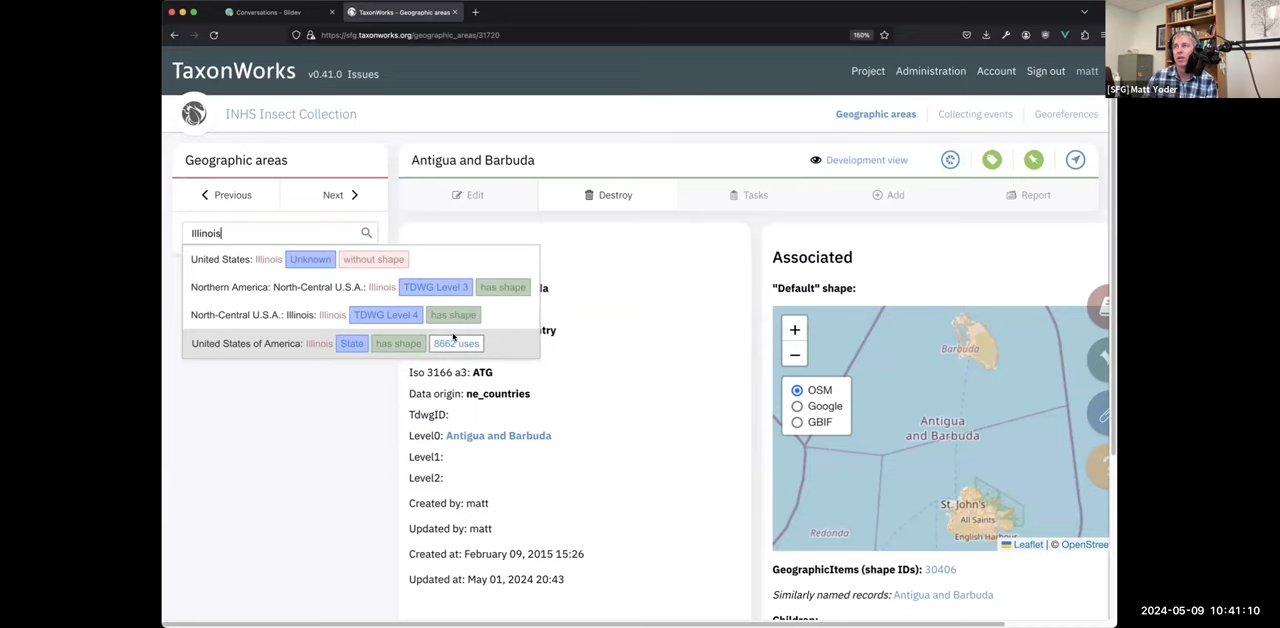 Conversations - Slidev
TaxonWorks - Geographic areas
https://sfg.taxonworks.org/geographic_areas/31720
150%
TaxonWorks v0.41.0 Issues
Project Administration Account Sign out matt
[SFG] Matt Yoder
INHS Insect Collection
Geographic areas Collecting events Georeferences
Geographic areas
Previous Next
Illinois
United States: Illinois Unknown without shape
Northern America: North-Central U.S.A.: Illinois TDWG Level 3 has shape
North-Central U.S.A.: Illinois: Illinois TDWG Level 4 has shape
United States of America: Illinois State has shape 8662 uses
Antigua and Barbuda
Development view
Edit Destroy Tasks Add Report
Iso 3166 a3: ATG
Data origin: ne_countries
TdwgID:
Level0: Antigua and Barbuda
Level1:
Level2:
Created by: matt
Updated by: matt
Created at: February 09, 2015 15:26
Updated at: May 01, 2024 20:43
Associated
"Default" shape:
+
−
OSM
Google
GBIF
Barbuda
Antigua
and Barbuda
St. John's
All Saints
English Harbour
Redonda
Leaflet | © OpenStree
GeographicItems (shape IDs): 30406
Similarly named records: Antigua and Barbuda
2024-05-09 10:41:10